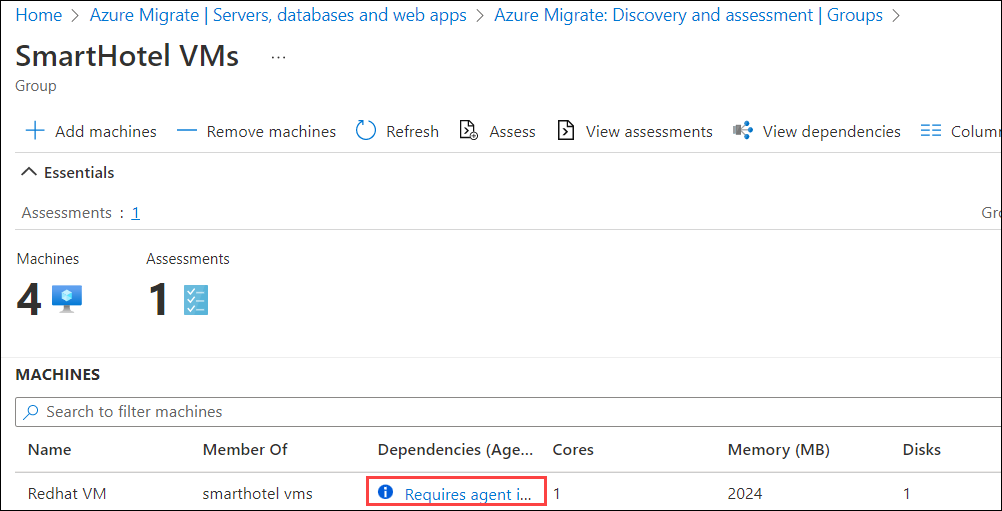 Home > Azure Migrate | Servers, databases and web apps > Azure Migrate: Discovery and assessment | Groups >
SmartHotel VMs ...
Group
Add machines Remove machines Refresh Assess View assessments View dependencies Colum
Essentials
Assessments : 1 Gro
Machines Assessments
4 1
MACHINES
Search to filter machines
Name Member Of Dependencies (Age... Cores Memory (MB) Disks
Redhat VM smarthotel vms Requires agent i... 1 2024 1